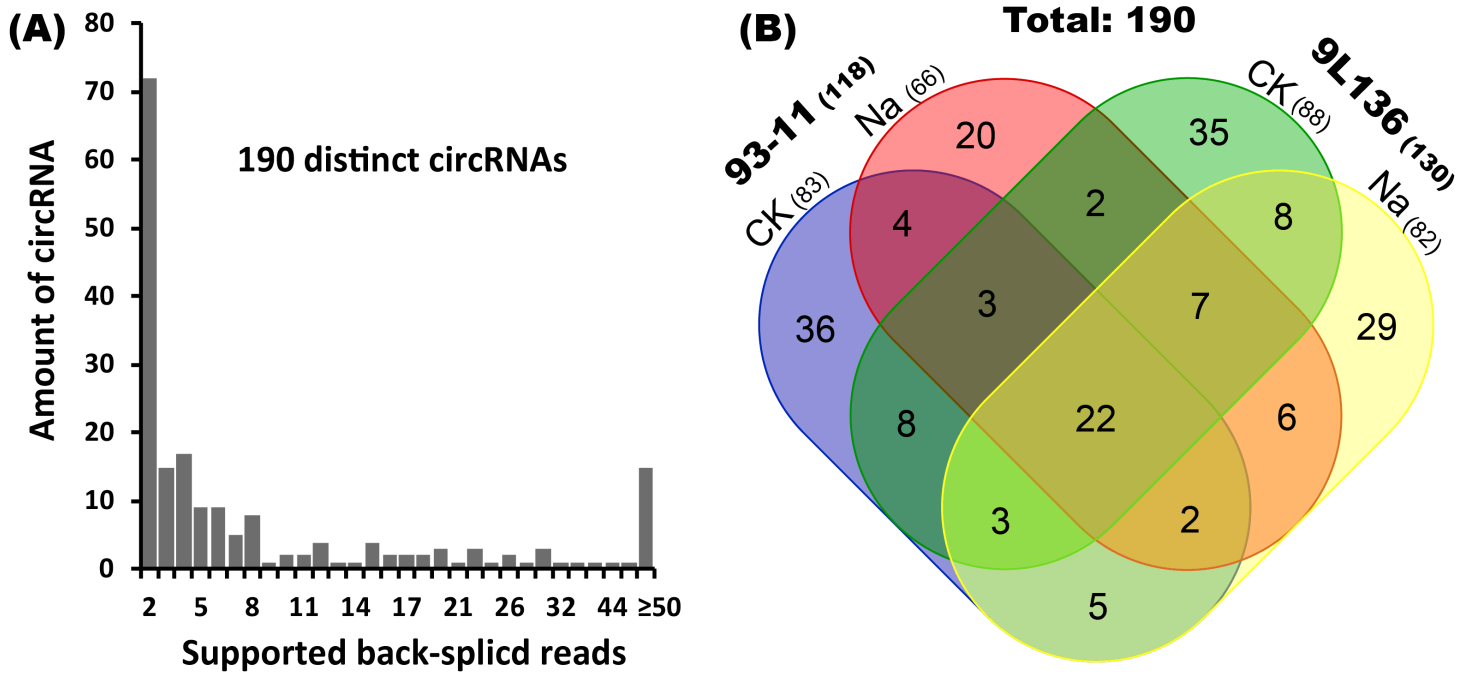 (A)
80
70
60
50
40
30
20
10
0
Amount of circRNA
190 distinct circRNAs
2 5 8 11 14 17 21 26 32 44 ≥50
Supported back-splicd reads
(B)
Total: 190
93-11 (118)
9L136 (130)
CK (83)
Na (66)
CK (88)
Na (82)
20
35
4
2
8
36
3
7
29
8
22
6
3
2
5